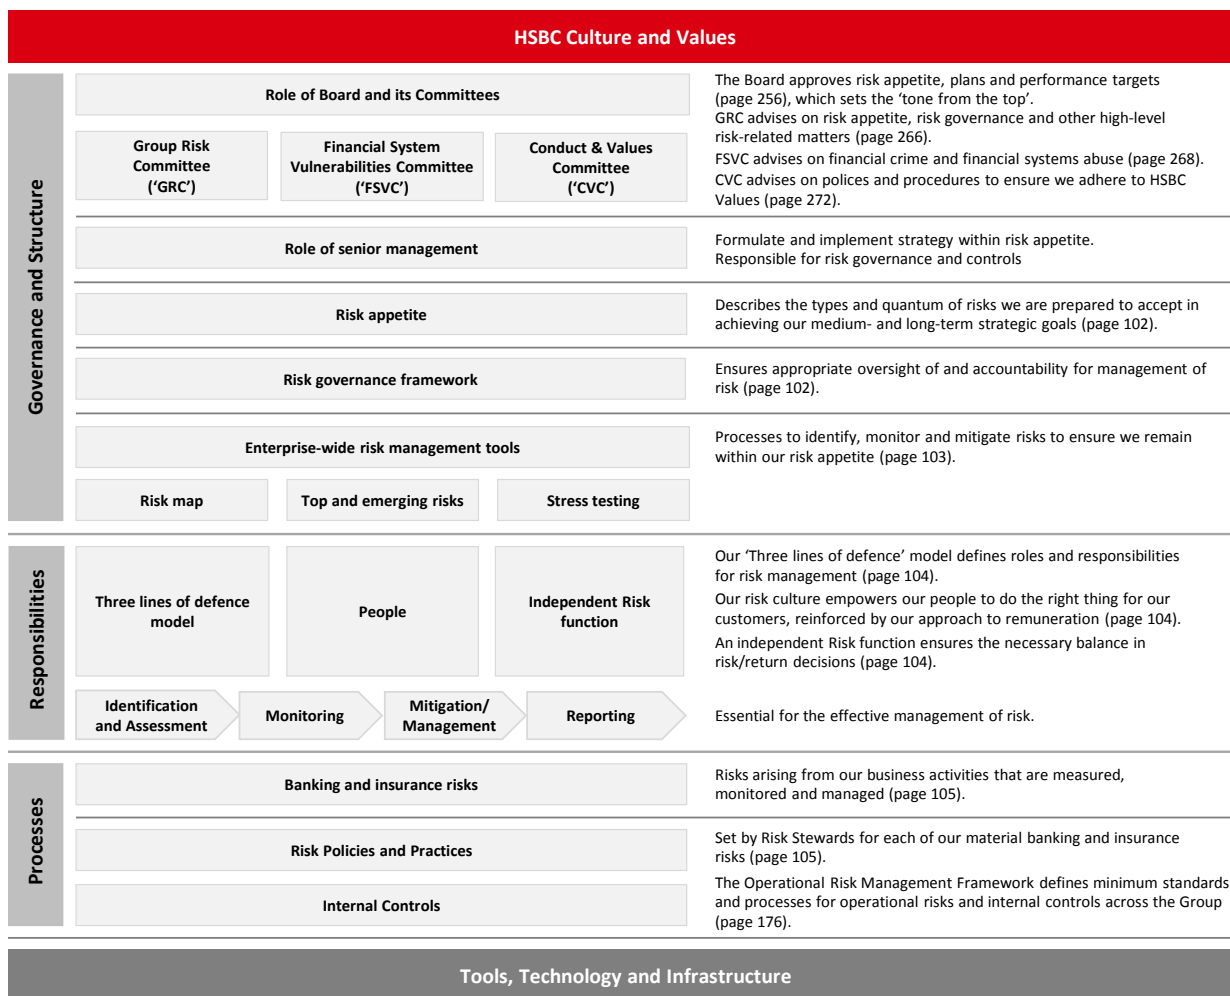 HSBC Culture and Values
Governance and Structure
Role of Board and its Committees
Group Risk
Committee
(‘GRC’)
Financial System
Vulnerabilities Committee
(‘FSVC’)
Conduct & Values
Committee
(‘CVC’)
The Board approves risk appetite, plans and performance targets
(page 256), which sets the ‘tone from the top’.
GRC advises on risk appetite, risk governance and other high-level
risk-related matters (page 266).
FSVC advises on financial crime and financial systems abuse (page 268).
CVC advises on polices and procedures to ensure we adhere to HSBC
Values (page 272).
Role of senior management
Formulate and implement strategy within risk appetite.
Responsible for risk governance and controls
Risk appetite
Describes the types and quantum of risks we are prepared to accept in
achieving our medium- and long-term strategic goals (page 102).
Risk governance framework
Ensures appropriate oversight of and accountability for management of
risk (page 102).
Enterprise-wide risk management tools
Processes to identify, monitor and mitigate risks to ensure we remain
within our risk appetite (page 103).
Risk map
Top and emerging risks
Stress testing
Responsibilities
Three lines of defence
model
People
Independent Risk
function
Our ‘Three lines of defence’ model defines roles and responsibilities
for risk management (page 104).
Our risk culture empowers our people to do the right thing for our
customers, reinforced by our approach to remuneration (page 104).
An independent Risk function ensures the necessary balance in
risk/return decisions (page 104).
Identification
and Assessment
Monitoring
Mitigation/
Management
Reporting
Essential for the effective management of risk.
Processes
Banking and insurance risks
Risks arising from our business activities that are measured,
monitored and managed (page 105).
Risk Policies and Practices
Set by Risk Stewards for each of our material banking and insurance
risks (page 105).
Internal Controls
The Operational Risk Management Framework defines minimum standards
and processes for operational risks and internal controls across the Group
(page 176).
Tools, Technology and Infrastructure